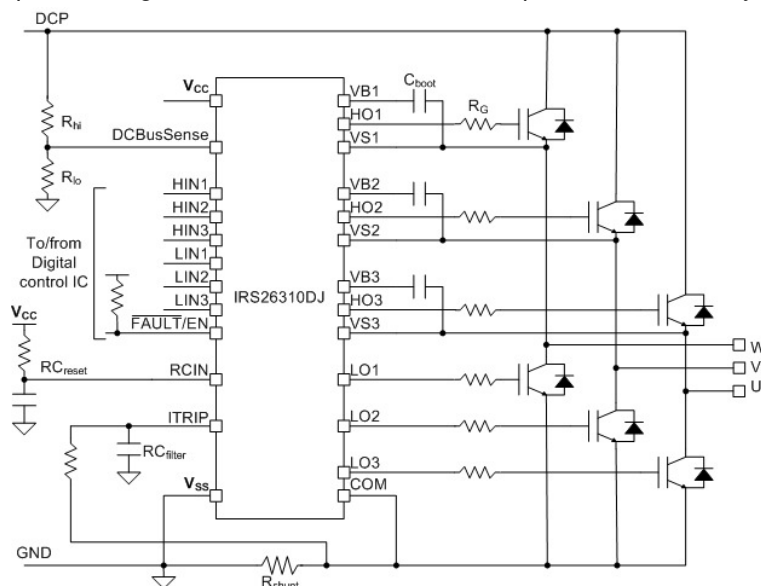 DCP
Vcc
VB1
Cboot
HO1
RG
Rhi
DCBusSense
VS1
Rlo
HIN1
VB2
HIN2
HO2
HIN3
VS2
To/from
Digital
control IC
LIN1
LIN2
VB3
IRS26310DJ
LIN3
HO3
FAULT/EN
VS3
Vcc
W
V
U
RCreset
RCIN
LO1
ITRIP
LO2
RCfilter
LO3
Vss
COM
GND
Rshunt